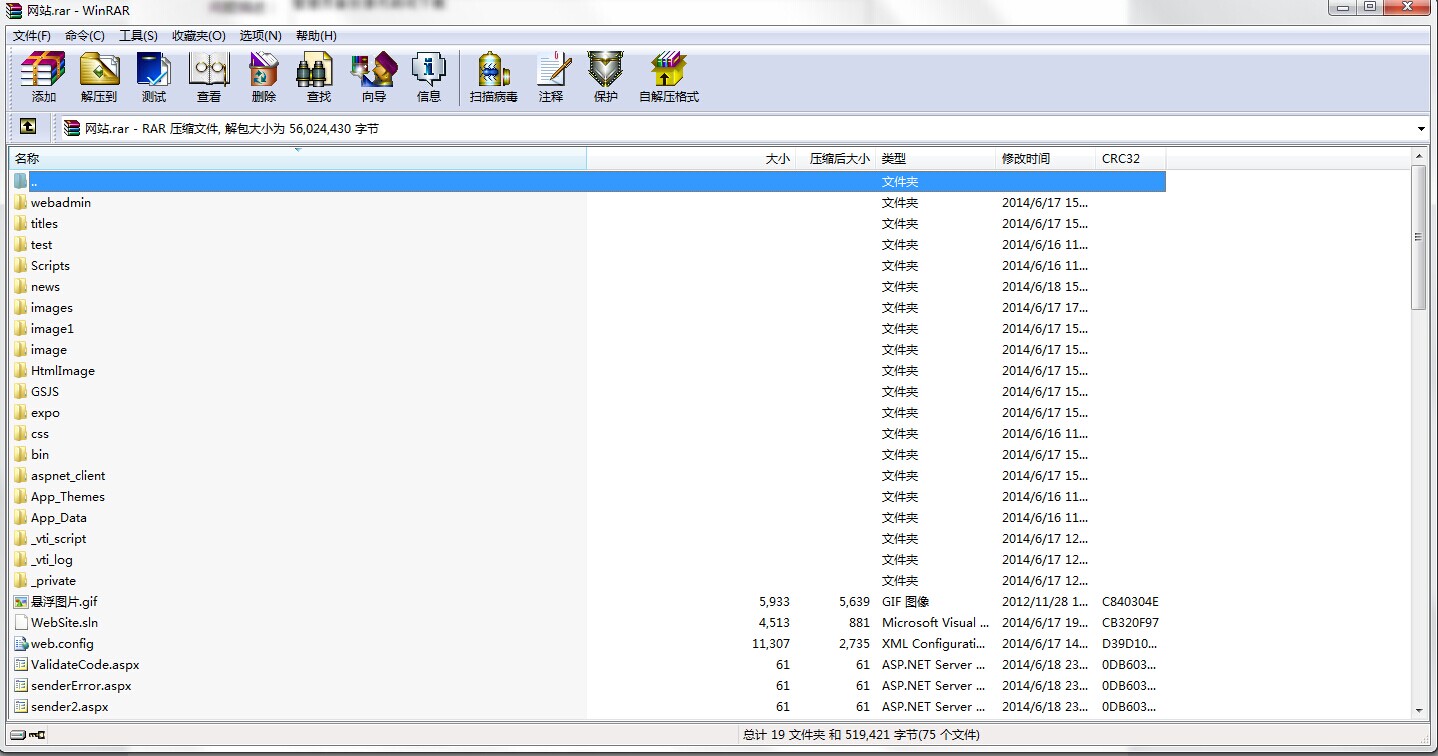 网站.rar - WinRAR
文件(F) 命令(C) 工具(S) 收藏夹(O) 选项(N) 帮助(H)
添加 解压到 测试 查看 删除 查找 向导 信息 扫描病毒 注释 保护 自解压格式
网站.rar - RAR 压缩文件, 解包大小为 56,024,430 字节
名称 大小 压缩后大小 类型 修改时间 CRC32
.. 文件夹
webadmin 文件夹 2014/6/17 15...
titles 文件夹 2014/6/17 15...
test 文件夹 2014/6/16 11...
Scripts 文件夹 2014/6/16 11...
news 文件夹 2014/6/18 15...
images 文件夹 2014/6/17 17...
image1 文件夹 2014/6/17 15...
image 文件夹 2014/6/17 15...
HtmlImage 文件夹 2014/6/17 15...
GSJS 文件夹 2014/6/17 15...
expo 文件夹 2014/6/17 15...
css 文件夹 2014/6/16 11...
bin 文件夹 2014/6/17 15...
aspnet_client 文件夹 2014/6/17 15...
App_Themes 文件夹 2014/6/16 11...
App_Data 文件夹 2014/6/16 11...
_vti_script 文件夹 2014/6/17 12...
_vti_log 文件夹 2014/6/17 12...
_private 文件夹 2014/6/17 12...
悬浮图片.gif 5,933 5,639 GIF 图像 2012/11/28 1... C840304E
WebSite.sln 4,513 881 Microsoft Visual ... 2014/6/17 19... CB320F97
web.config 11,307 2,735 XML Configurati... 2014/6/17 14... D39D10...
ValidateCode.aspx 61 61 ASP.NET Server ... 2014/6/18 23... 0DB603...
senderError.aspx 61 61 ASP.NET Server ... 2014/6/18 23... 0DB603...
sender2.aspx 61 61 ASP.NET Server ... 2014/6/18 23... 0DB603...
总计 19 文件夹 和 519,421 字节(75 个文件)